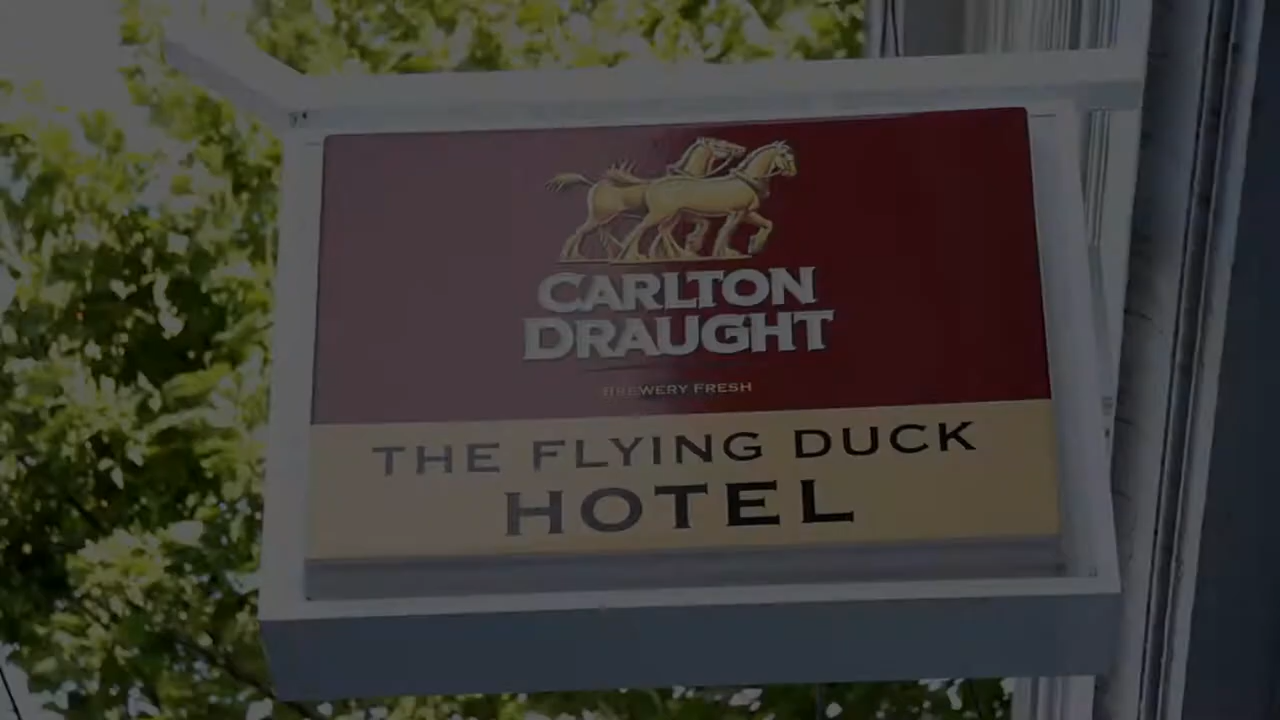 CARLTON
DRAUGHT
BREWERY FRESH
THE FLYING DUCK
HOTEL